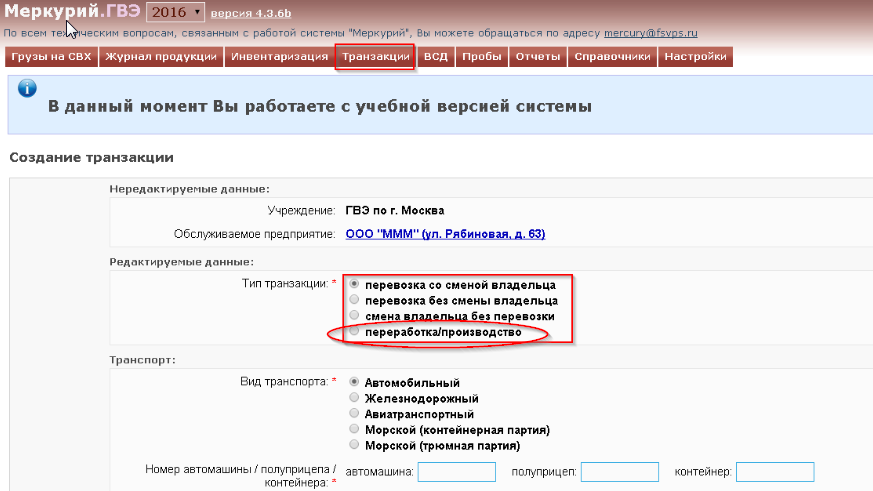 Меркурий.ГВЭ 2016 версия 4.3.6b
По всем техническим вопросам, связанным с работой системы "Меркурий", Вы можете обращаться по адресу mercury@fsvps.ru
Грузы на СВХ Журнал продукции Инвентаризация Транзакции ВСД Пробы Отчеты Справочники Настройки
В данный момент Вы работаете с учебной версией системы
Создание транзакции
Нередактируемые данные:
Учреждение: ГВЭ по г. Москва
Обслуживаемое предприятие: ООО "МММ" (ул. Рябиновая, д. 63)
Редактируемые данные:
Тип транзакции: * перевозка со сменой владельца
перевозка без смены владельца
смена владельца без перевозки
переработка/производство
Транспорт:
Вид транспорта: * Автомобильный
Железнодорожный
Авиатранспортный
Морской (контейнерная партия)
Морской (трюмная партия)
Номер автомашины / полуприцепа / автомашина: полуприцеп: контейнер:
контейнера: *